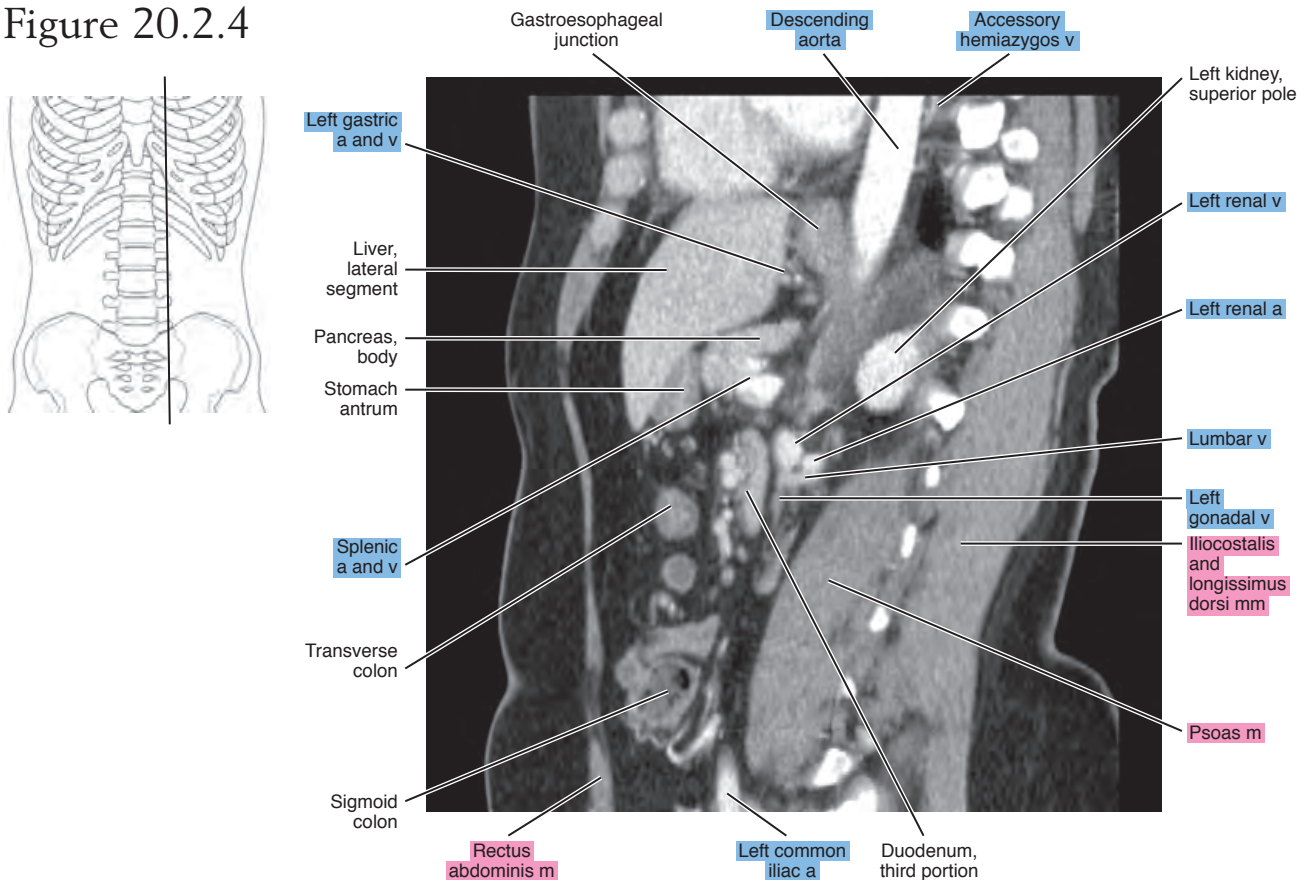 Figure 20.2.4
Gastroesophageal
junction
Descending
aorta
Accessory
hemiazygos v
Left kidney,
superior pole
Left gastric
a and v
Left renal v
Liver,
lateral
segment
Left renal a
Pancreas,
body
Stomach
antrum
Lumbar v
Left
gonadal v
Splenic
a and v
Iliocostalis
and
longissimus
dorsi mm
Transverse
colon
Psoas m
Sigmoid
colon
Rectus
abdominis m
Left common
iliac a
Duodenum,
third portion